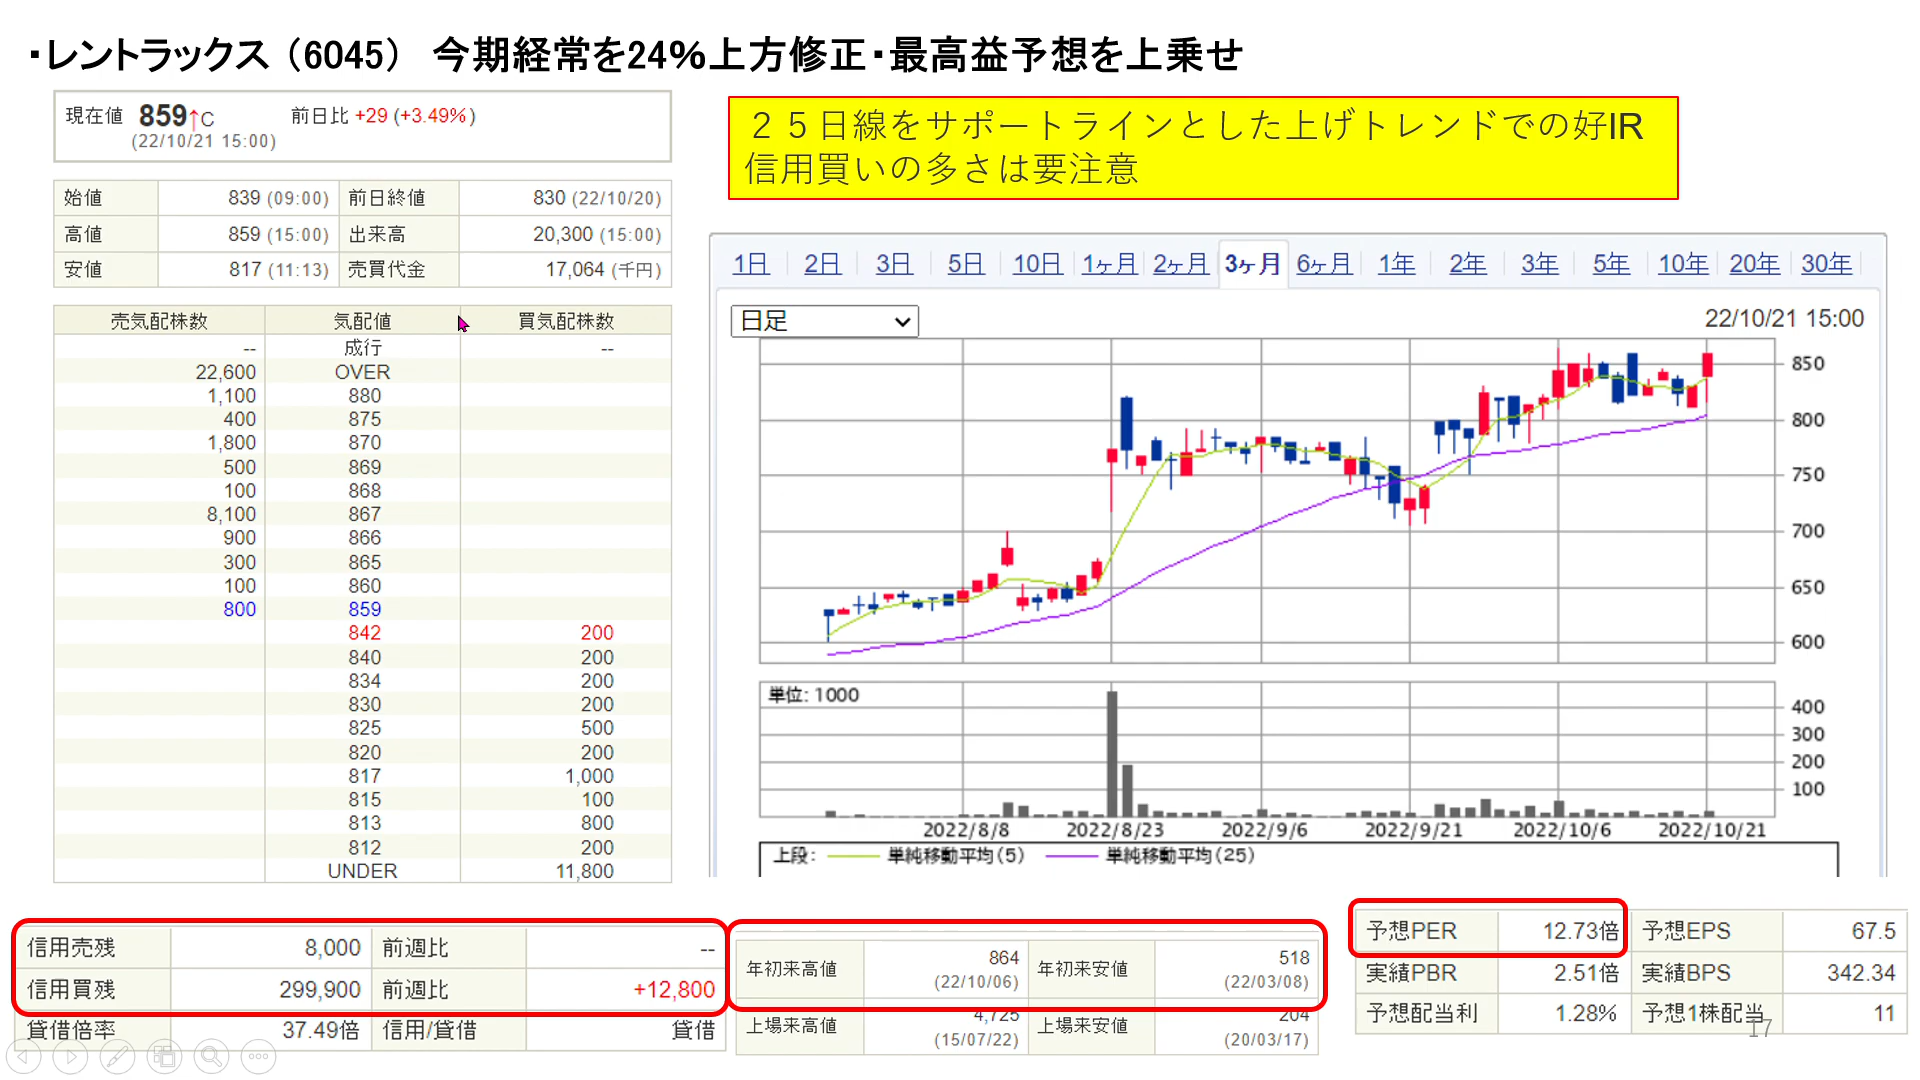 ・レントラックス（6045）　今期経常を24%上方修正・最高益予想を上乗せ
現在値 859↑C 前日比 +29 (+3.49%)
(22/10/21 15:00)
２５日線をサポートラインとした上げトレンドでの好IR
信用買いの多さは要注意
始値 839 (09:00) 前日終値 830 (22/10/20)
高値 859 (15:00) 出来高 20,300 (15:00)
安値 817 (11:13) 売買代金 17,064 (千円)
売気配株数 気配値 買気配株数
-- 成行 --
22,600 OVER
1,100 880
400 875
1,800 870
500 869
100 868
8,100 867
900 866
300 865
100 860
800 859
842 200
840 200
834 200
830 200
825 500
820 200
817 1,000
815 100
813 800
812 200
UNDER 11,800
1日 2日 3日 5日 10日 1ヶ月 2ヶ月 3ヶ月 6ヶ月 1年 2年 3年 5年 10年 20年 30年
日足
22/10/21 15:00
850
800
750
700
650
600
単位: 1000
400
300
200
100
2022/8/8 2022/8/23 2022/9/6 2022/9/21 2022/10/6 2022/10/21
上段: 単純移動平均(5) 単純移動平均(25)
信用売残 8,000 前週比 --
信用買残 299,900 前週比 +12,800
貸借倍率 37.49倍 信用/貸借 貸借
年初来高値 864 (22/10/06) 年初来安値 518 (22/03/08)
上場来高値 4,725 (15/07/22) 上場来安値 204 (20/03/17)
予想PER 12.73倍 予想EPS 67.5
実績PBR 2.51倍 実績BPS 342.34
予想配当利 1.28% 予想1株配当 11
17